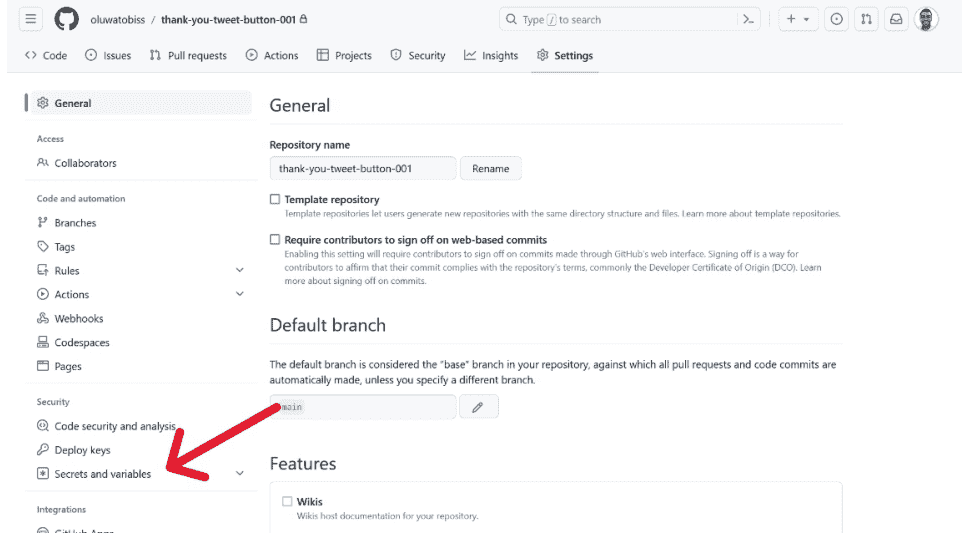 oluwatobiss / thank-you-tweet-button-001
Type / to search
Code
Issues
Pull requests
Actions
Projects
Security
Insights
Settings
General
Access
Collaborators
Code and automation
Branches
Tags
Rules
Actions
Webhooks
Codespaces
Pages
Security
Code security and analysis
Deploy keys
Secrets and variables
Integrations
GitHub Apps
General
Repository name
thank-you-tweet-button-001
Rename
Template repository
Template repositories let users generate new repositories with the same directory structure and files. Learn more about template repositories.
Require contributors to sign off on web-based commits
Enabling this setting will require contributors to sign off on commits made through GitHub's web interface. Signing off is a way for
contributors to affirm that their commit complies with the repository's terms, commonly the Developer Certificate of Origin (DCO). Learn
more about signing off on commits.
Default branch
The default branch is considered the "base" branch in your repository, against which all pull requests and code commits are
automatically made, unless you specify a different branch.
main
Features
Wikis
Wikis host documentation for your repository.